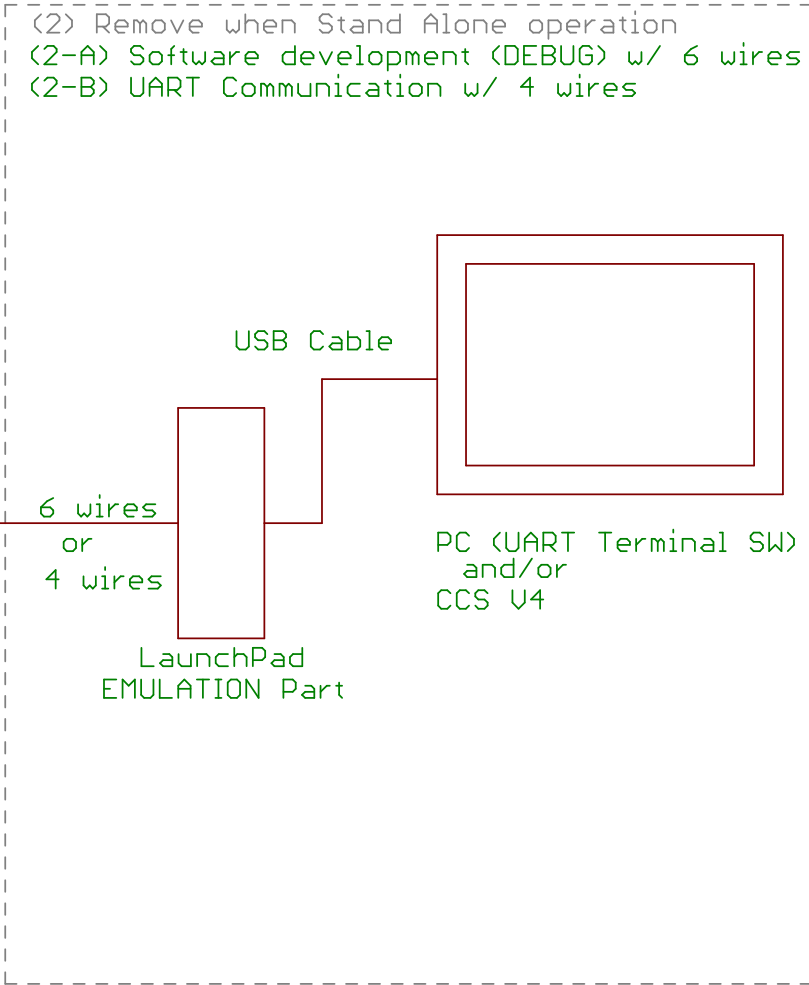 (2) Remove when Stand Alone operation
(2-A) Software development (DEBUG) w/ 6 wires
(2-B) UART Communication w/ 4 wires
USB Cable
6 wires
or
4 wires
PC (UART Terminal SW)
and/or
CCS V4
LaunchPad
EMULATION Part